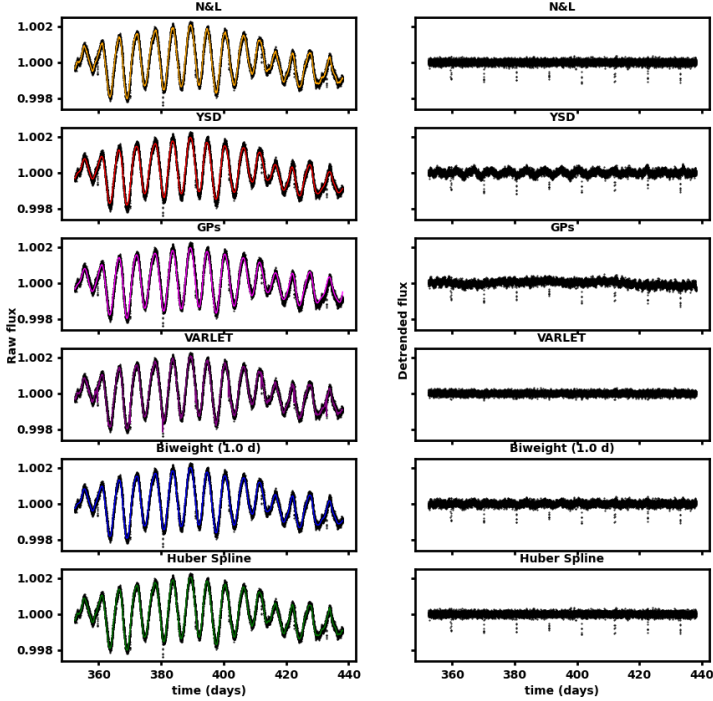 N&L
1.002
1.000
0.998
YSD
1.002
1.000
0.998
GPs
1.002
1.000
0.998
VARLET
1.002
1.000
0.998
Biweight (1.0 d)
1.002
1.000
0.998
Huber Spline
1.002
1.000
0.998
Raw flux
360 380 400 420 440
time (days)
N&L
YSD
GPs
VARLET
Biweight (1.0 d)
Huber Spline
Detrended flux
360 380 400 420 440
time (days)